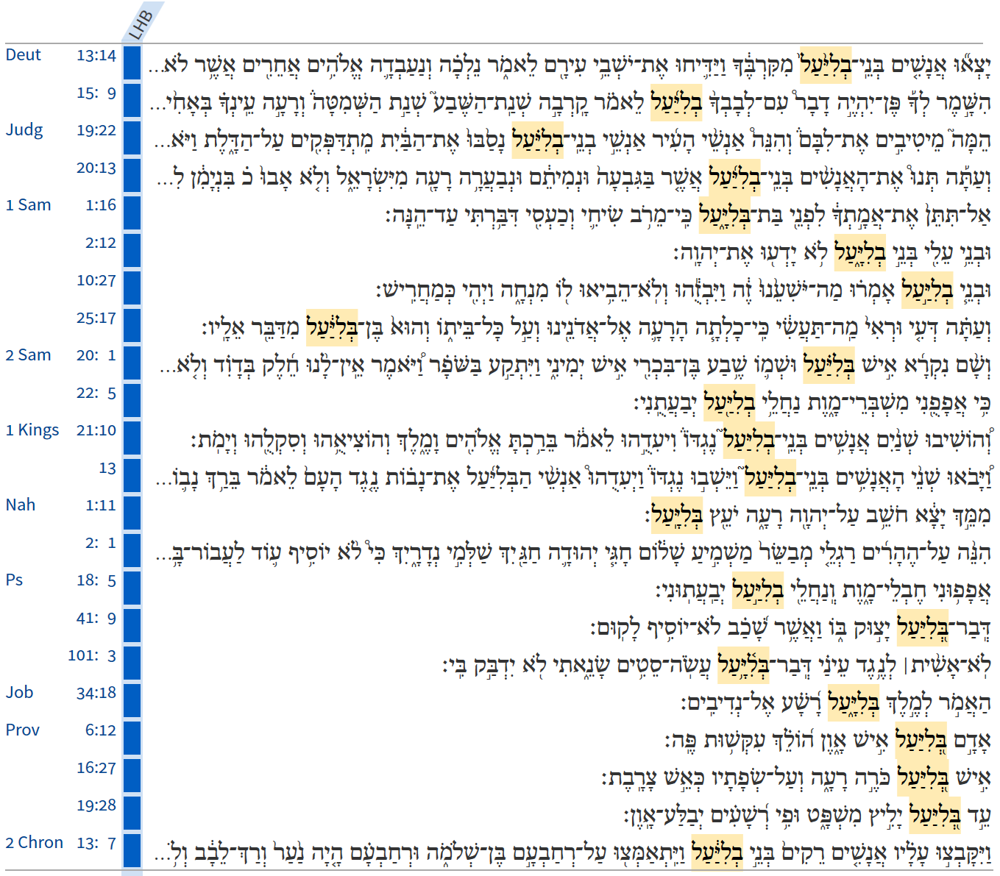 LHB
Deut 13:14 יָצְא֞וּ אֲנָשִׁ֤ים בְּנֵֽי־בְלִיַּ֙עַל֙ מִקִּרְבֶּ֔ךָ וַיַּדִּ֛יחוּ אֶת־יֹשְׁבֵ֥י עִירָ֖ם לֵאמֹ֑ר נֵלְכָ֗ה וְנַעַבְדָ֛ה אֱלֹהִ֥ים אֲחֵרִ֖ים אֲשֶׁ֥ר לֹא...
15: 9 הִשָּׁ֣מֶר לְךָ֡ פֶּן־יִהְיֶ֣ה דָבָר֩ עִם־לְבָבְךָ֨ בְלִיַּ֜עַל לֵאמֹ֗ר קָֽרְבָ֣ה שְׁנַֽת־הַשֶּׁבַע֮ שְׁנַ֣ת הַשְּׁמִטָּה֒ וְרָעָ֣ה עֵֽינְךָ֗ בְּאָחִ֙י...
Judg 19:22 הֵמָּה֮ מֵיטִיבִ֣ים אֶת־לִבָּם֒ וְהִנֵּה֩ אַנְשֵׁ֨י הָעִ֜יר אַנְשֵׁ֣י בְנֵֽי־בְלִיַּ֗עַל נָסַ֙בּוּ֙ אֶת־הַבַּ֔יִת מִֽתְדַּפְּקִ֖ים עַל־הַדָּ֑לֶת וַיֹּ֣א...
20:13 וְעַתָּ֡ה תְּנוּ֩ אֶת־הָאֲנָשִׁ֨ים בְּנֵֽי־בְלִיַּ֜עַל אֲשֶׁ֤ר בַּגִּבְעָה֙ וּנְמִיתֵ֔ם וּנְבַעֲרָ֥ה רָעָ֖ה מִיִּשְׂרָאֵ֑ל וְלֹ֤א אָבוּ֙ כ֗ בִּנְיָמִ֔ן ל...
1 Sam 1:16 אַל־תִּתֵּן֙ אֶת־אֲמָ֣תְךָ֔ לִפְנֵ֖י בַּת־בְּלִיָּ֑עַל כִּֽי־מֵרֹ֥ב שִׂיחִ֛י וְכַעְסִ֖י דִּבַּ֥רְתִּי עַד־הֵֽנָּה׃
2:12 וּבְנֵ֥י עֵלִ֖י בְּנֵ֣י בְלִיָּ֑עַל לֹ֥א יָדְע֖וּ אֶת־יְהוָֽה׃
10:27 וּבְנֵ֧י בְלִיַּ֣עַל אָמְר֗וּ מַה־יֹּשִׁעֵ֙נוּ֙ זֶ֔ה וַיִּבְזֻ֕הוּ וְלֹֽא־הֵבִ֥יאוּ ל֖וֹ מִנְחָ֑ה וַיְהִ֖י כְּמַחֲרִֽישׁ׃
25:17 וְעַתָּ֗ה דְּעִ֤י וּרְאִי֙ מַֽה־תַּעֲשִׂ֔י כִּֽי־כָלְתָ֧ה הָרָעָ֛ה אֶל־אֲדֹנֵ֖ינוּ וְעַ֣ל כָּל־בֵּית֑וֹ וְהוּא֙ בֶּן־בְּלִיַּ֔עַל מִדַּבֵּ֖ר אֵלָֽיו׃
2 Sam 20: 1 וְשָׁ֨ם נִקְרָ֜א אִ֣ישׁ בְּלִיַּ֗עַל וּשְׁמ֛וֹ שֶׁ֥בַע בֶּן־בִּכְרִ֖י אִ֣ישׁ יְמִינִ֑י וַיִּתְקַ֣ע בַּשֹּׁפָ֗ר וַ֠יֹּאמֶר אֵֽין־לָ֨נוּ חֵ֜לֶק בְּדָוִ֗ד וְלֹ֤א...
22: 5 כִּ֥י אֲפָפֻ֖נִי מִשְׁבְּרֵי־מָ֑וֶת נַחֲלֵ֥י בְלִיַּ֖עַל יְבַעֲתֻֽנִי׃
1 Kings 21:10 וְ֠הוֹשִׁיבוּ שְׁנַ֨יִם אֲנָשִׁ֥ים בְּנֵֽי־בְלִיַּעַל֮ נֶגְדּוֹ֒ וִיעִדֻ֣הוּ לֵאמֹ֔ר בֵּרַ֥כְתָּ אֱלֹהִ֖ים וָמֶ֑לֶךְ וְהוֹצִיאֻ֥הוּ וְסִקְלֻ֖הוּ וְיָמֹֽת׃
13 וַ֠יָּבֹאוּ שְׁנֵ֨י הָאֲנָשִׁ֥ים בְּנֵֽי־בְלִיַּעַל֮ וַיֵּשְׁב֣וּ נֶגְדּוֹ֒ וַיְעִדֻהוּ֩ אַנְשֵׁ֨י הַבְּלִיַּ֜עַל אֶת־נָב֗וֹת נֶ֤גֶד הָעָם֙ לֵאמֹ֔ר בֵּרַ֥ךְ נָב֛וֹ...
Nah 1:11 מִמֵּ֣ךְ יָצָ֔א חֹשֵׁ֥ב עַל־יְהוָ֖ה רָעָ֑ה יֹעֵ֖ץ בְּלִיָּֽעַל׃
2: 1 הִנֵּ֨ה עַל־הֶהָרִ֜ים רַגְלֵ֤י מְבַשֵּׂר֙ מַשְׁמִ֣יעַ שָׁל֔וֹם חָגִּ֧י יְהוּדָ֛ה חַגַּ֖יִךְ שַׁלְּמִ֣י נְדָרָ֑יִךְ כִּי֩ לֹ֨א יוֹסִ֥יף ע֛וֹד לַעֲבוֹר־בָּ֥...
Ps 18: 5 אֲפָפ֥וּנִי חֶבְלֵי־מָ֑וֶת וְֽנַחֲלֵ֖י בְלִיַּ֣עַל יְבַֽעֲתֽוּנִי׃
41: 9 דְּֽבַר־בְּ֭לִיַּעַל יָצ֣וּק בּ֑וֹ וַאֲשֶׁ֥ר שָׁ֝כַ֗ב לֹא־יוֹסִ֥יף לָקֽוּם׃
101: 3 לֹֽא־אָשִׁ֨ית ׀ לְנֶ֥גֶד עֵינַ֗י דְּֽבַר־בְּלִ֫יָּ֥עַל עֲשֹֽׂה־סֵטִ֥ים שָׂנֵ֑אתִי לֹ֖א יִדְבַּ֣ק בִּֽי׃
Job 34:18 הַאֲמֹ֣ר לְמֶ֣לֶךְ בְּלִיָּ֑עַל רָ֝שָׁ֗ע אֶל־נְדִיבִֽים׃
Prov 6:12 אָדָ֣ם בְּ֭לִיַּעַל אִ֣ישׁ אָ֑וֶן ה֝וֹלֵ֗ךְ עִקְּשׁ֥וּת פֶּֽה׃
16:27 אִ֣ישׁ בְּ֭לִיַּעַל כֹּרֶ֣ה רָעָ֑ה וְעַל־שְׂ֝פָתָ֗יו כְּאֵ֣שׁ צָרָֽבֶת׃
19:28 עֵ֣ד בְּ֭לִיַּעַל יָלִ֣יץ מִשְׁפָּ֑ט וּפִ֥י רְ֝שָׁעִ֗ים יְבַלַּע־אָֽוֶן׃
2 Chron 13: 7 וַיִּקָּבְצ֣וּ עָלָ֗יו אֲנָשִׁ֤ים רֵקִים֙ בְּנֵ֣י בְלִיַּ֔עַל וַיִּֽתְאַמְּצ֖וּ עַל־רְחַבְעָ֣ם בֶּן־שְׁלֹמֹ֑ה וּרְחַבְעָ֗ם הָ֤יָה נַ֙עַר֙ וְרַךְ־לֵבָ֔ב וְלֹ֥...